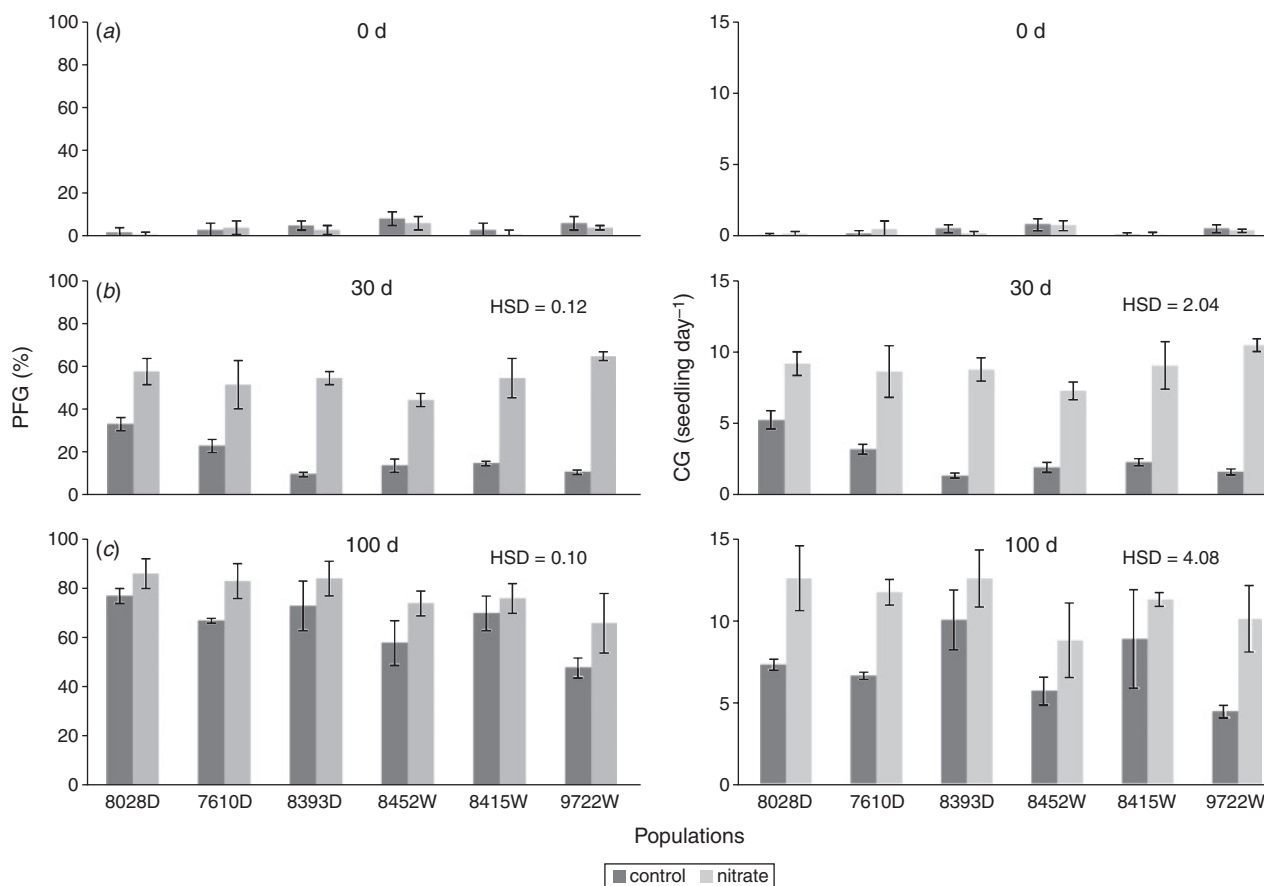 (a)
0 d
100
80
60
40
20
0
0 d
15
10
5
0
(b)
30 d
HSD = 0.12
100
80
60
40
20
0
PFG (%)
30 d
HSD = 2.04
15
10
5
0
CG (seedling day⁻¹)
(c)
100 d
HSD = 0.10
100
80
60
40
20
0
8028D 7610D 8393D 8452W 8415W 9722W
100 d
HSD = 4.08
15
10
5
0
8028D 7610D 8393D 8452W 8415W 9722W
Populations
control nitrate